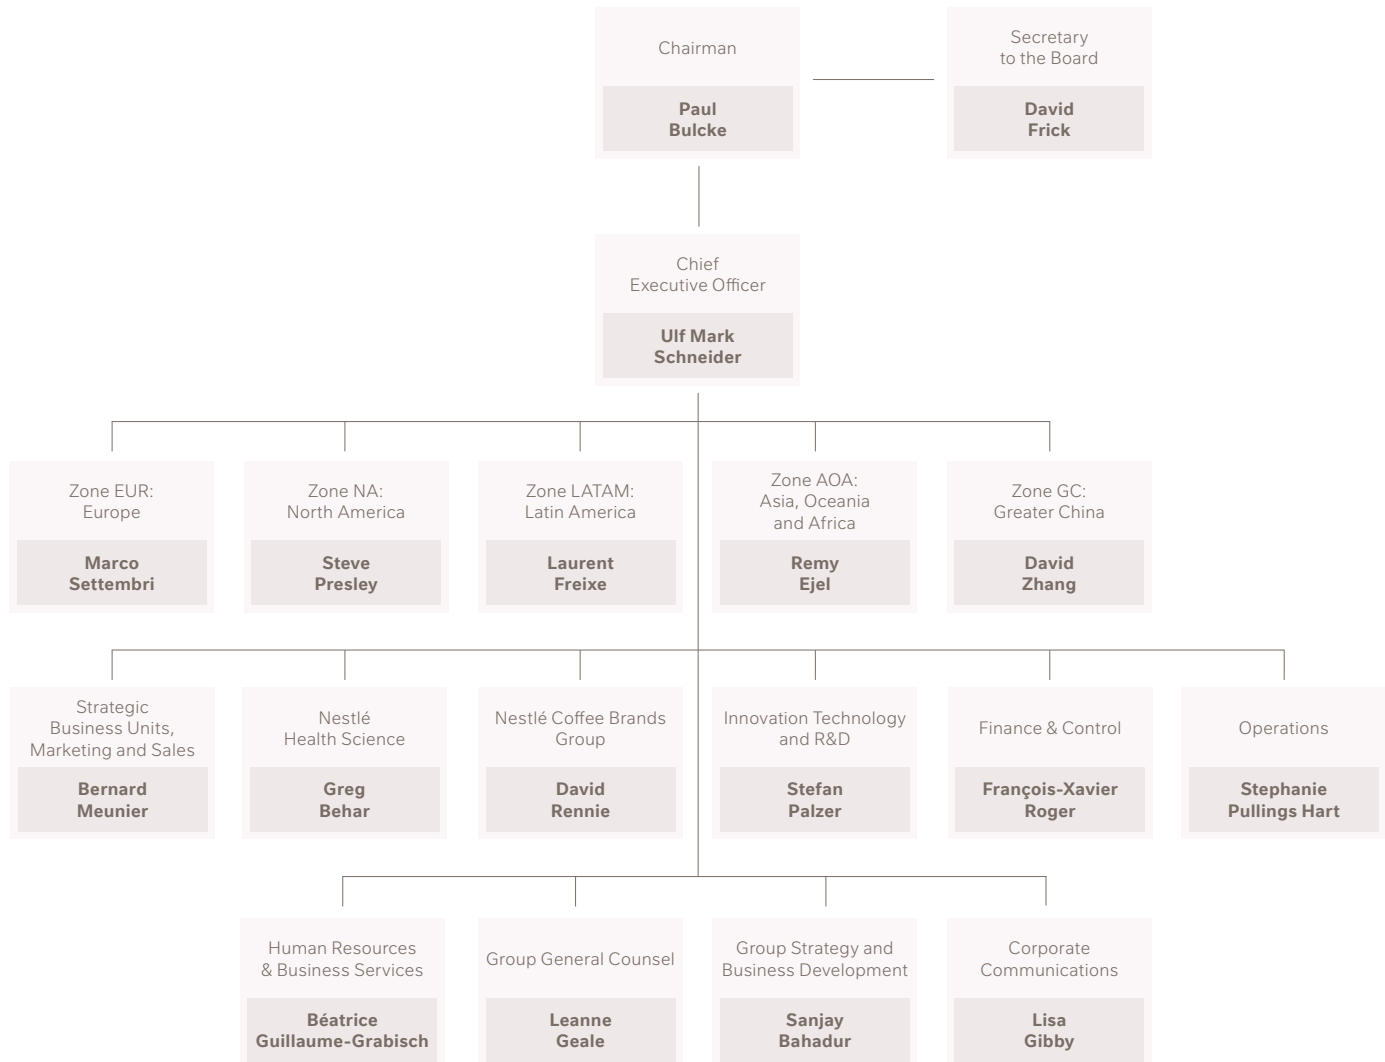 Chairman
Paul
Bulcke
Secretary
to the Board
David
Frick
Chief
Executive Officer
Ulf Mark
Schneider
Zone EUR:
Europe
Marco
Settembri
Zone NA:
North America
Steve
Presley
Zone LATAM:
Latin America
Laurent
Freixe
Zone AOA:
Asia, Oceania
and Africa
Remy
Ejel
Zone GC:
Greater China
David
Zhang
Strategic
Business Units,
Marketing and Sales
Bernard
Meunier
Nestlé
Health Science
Greg
Behar
Nestlé Coffee Brands
Group
David
Rennie
Innovation Technology
and R&D
Stefan
Palzer
Finance & Control
François-Xavier
Roger
Operations
Stephanie
Pullings Hart
Human Resources
& Business Services
Béatrice
Guillaume-Grabisch
Group General Counsel
Leanne
Geale
Group Strategy and
Business Development
Sanjay
Bahadur
Corporate
Communications
Lisa
Gibby